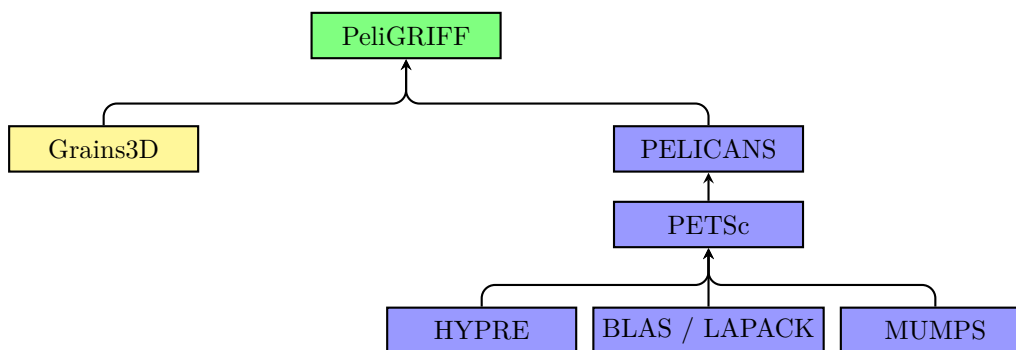 PeliGRIFF
Grains3D
PELICANS
PETSc
HYPRE
BLAS / LAPACK
MUMPS